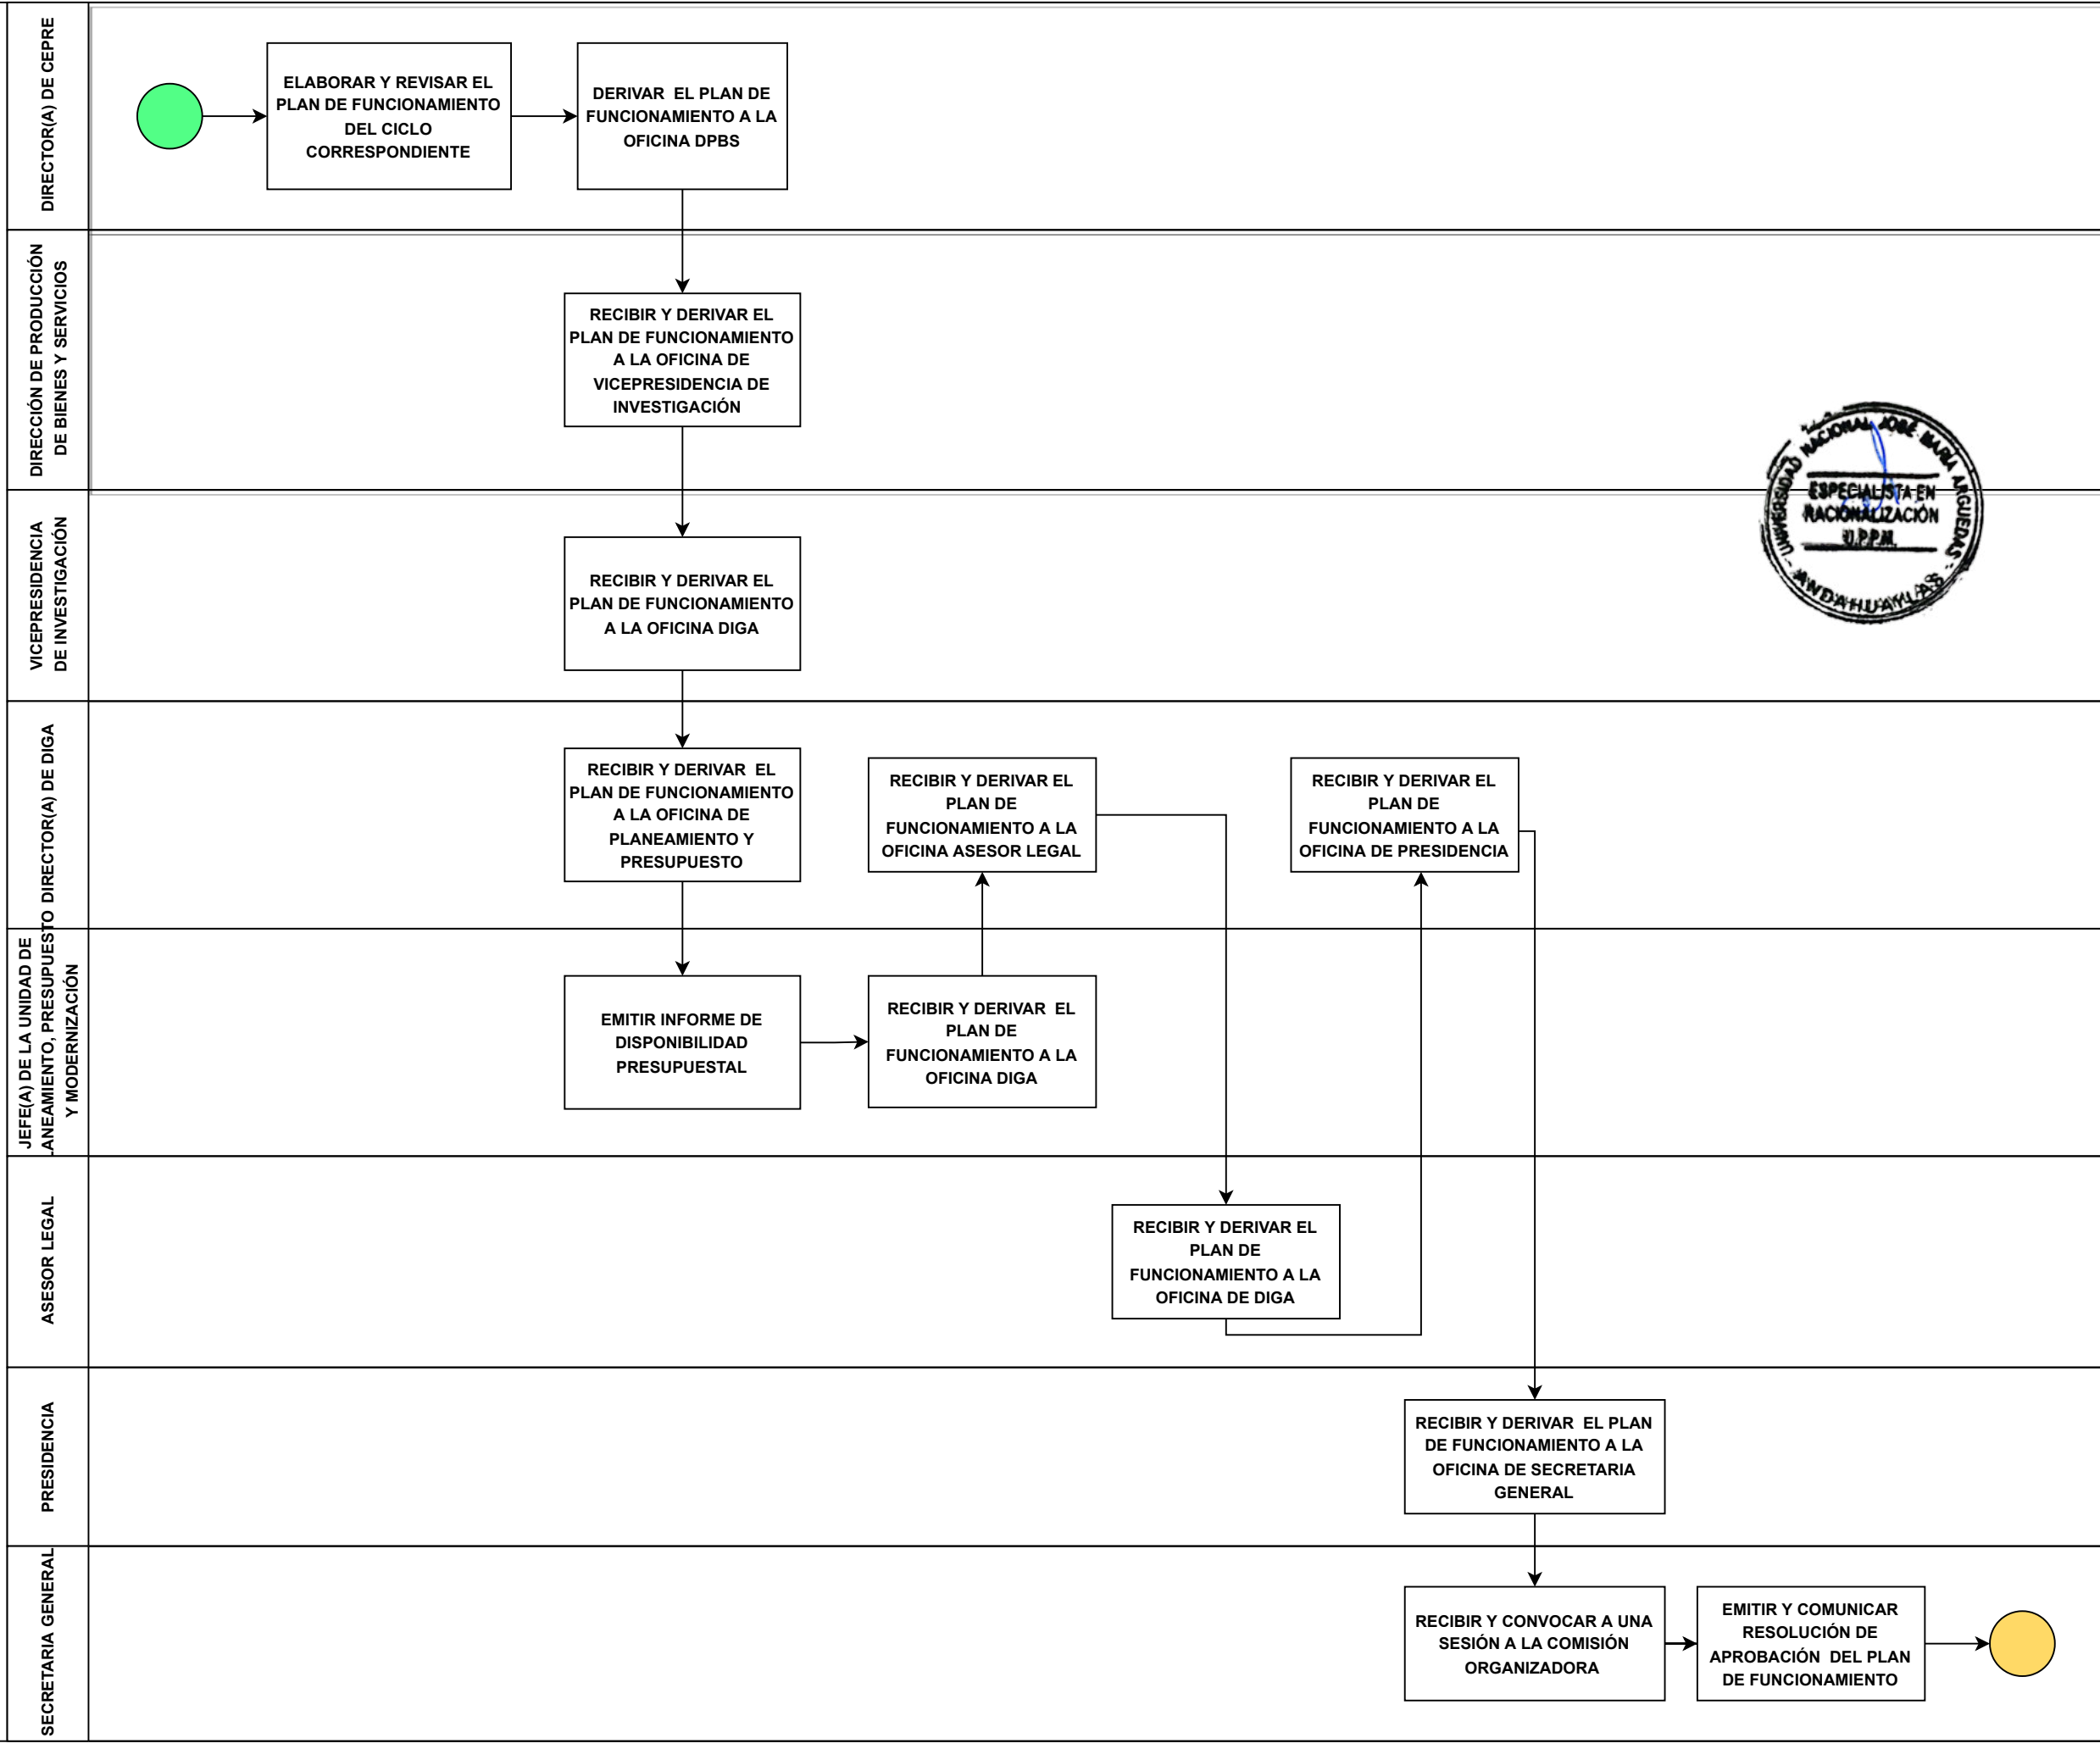 DIRECTOR(A) DE CEPRE
ELABORAR Y REVISAR EL
PLAN DE FUNCIONAMIENTO
DEL CICLO
CORRESPONDIENTE
DERIVAR EL PLAN DE
FUNCIONAMIENTO A LA
OFICINA DPBS
DIRECCIÓN DE PRODUCCIÓN
DE BIENES Y SERVICIOS
RECIBIR Y DERIVAR EL
PLAN DE FUNCIONAMIENTO
A LA OFICINA DE
VICEPRESIDENCIA DE
INVESTIGACIÓN
UNIVERSIDAD NACIONAL JOSÉ MARÍA ARGUEDAS
ESPECIALISTA EN
RACIONALIZACIÓN
U.P.P.M.
- ANDAHUAYLAS -
VICEPRESIDENCIA
DE INVESTIGACIÓN
RECIBIR Y DERIVAR EL
PLAN DE FUNCIONAMIENTO
A LA OFICINA DIGA
DIRECTOR(A) DE DIGA
RECIBIR Y DERIVAR EL
PLAN DE FUNCIONAMIENTO
A LA OFICINA DE
PLANEAMIENTO Y
PRESUPUESTO
RECIBIR Y DERIVAR EL
PLAN DE
FUNCIONAMIENTO A LA
OFICINA ASESOR LEGAL
RECIBIR Y DERIVAR EL
PLAN DE
FUNCIONAMIENTO A LA
OFICINA DE PRESIDENCIA
JEFE(A) DE LA UNIDAD DE
LANEAMIENTO, PRESUPUESTO
Y MODERNIZACIÓN
EMITIR INFORME DE
DISPONIBILIDAD
PRESUPUESTAL
RECIBIR Y DERIVAR EL
PLAN DE
FUNCIONAMIENTO A LA
OFICINA DIGA
ASESOR LEGAL
RECIBIR Y DERIVAR EL
PLAN DE
FUNCIONAMIENTO A LA
OFICINA DE DIGA
PRESIDENCIA
RECIBIR Y DERIVAR EL PLAN
DE FUNCIONAMIENTO A LA
OFICINA DE SECRETARIA
GENERAL
SECRETARIA GENERAL
RECIBIR Y CONVOCAR A UNA
SESIÓN A LA COMISIÓN
ORGANIZADORA
EMITIR Y COMUNICAR
RESOLUCIÓN DE
APROBACIÓN DEL PLAN
DE FUNCIONAMIENTO